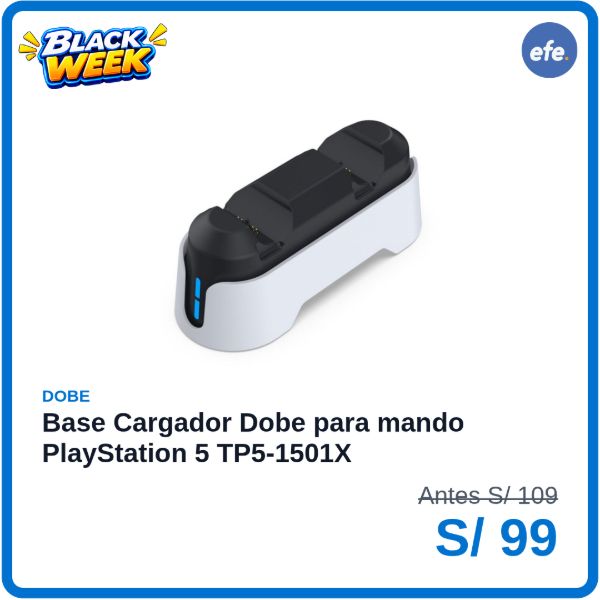 BLACK
WEEK
efe.
DOBE
Base Cargador Dobe para mando
PlayStation 5 TP5-1501X
Antes S/ 109
S/ 99